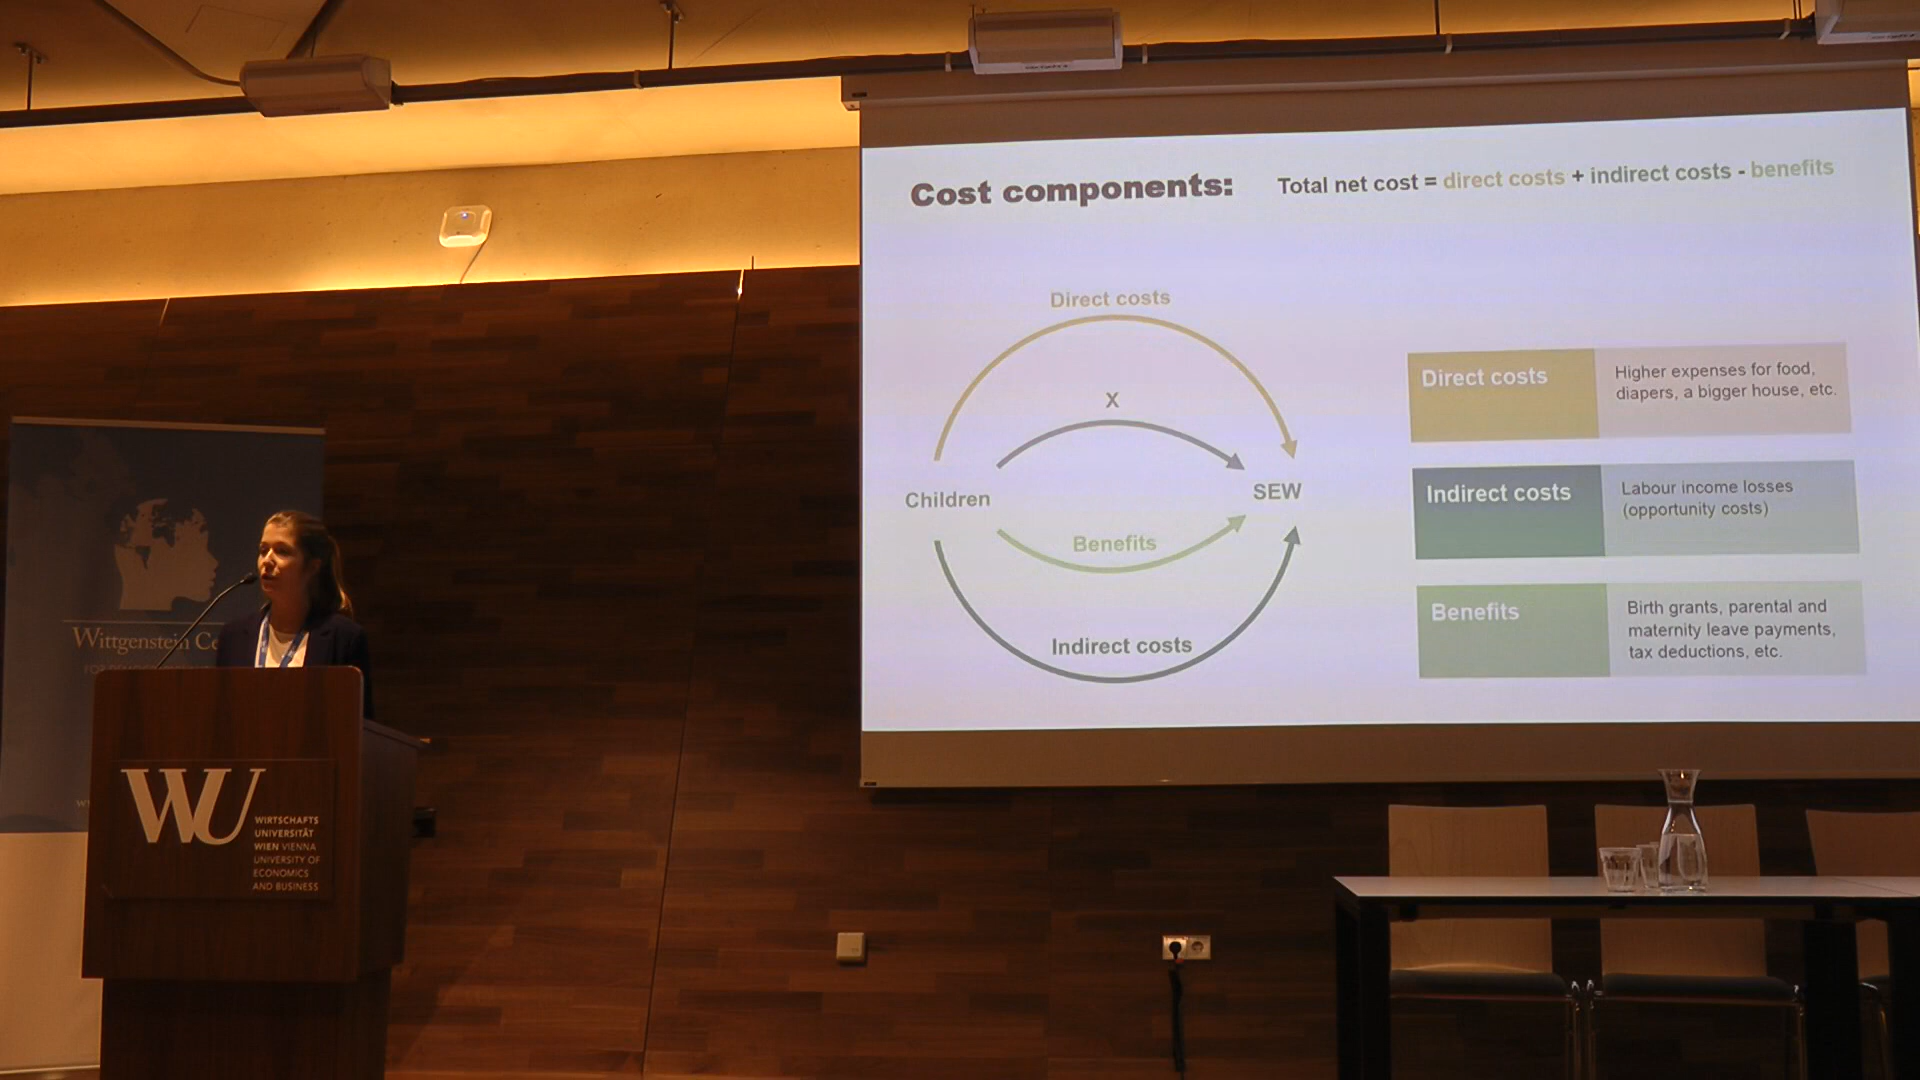 Cost components:
Total net cost = direct costs + indirect costs - benefits
Direct costs
X
Children
SEW
Benefits
Indirect costs
Direct costs
Higher expenses for food,
diapers, a bigger house, etc.
Indirect costs
Labour income losses
(opportunity costs)
Benefits
Birth grants, parental and
maternity leave payments,
tax deductions, etc.
Wittgenstein
WU
WIRTSCHAFTS
UNIVERSITÄT
WIEN VIENNA
UNIVERSITY OF
ECONOMICS
AND BUSINESS